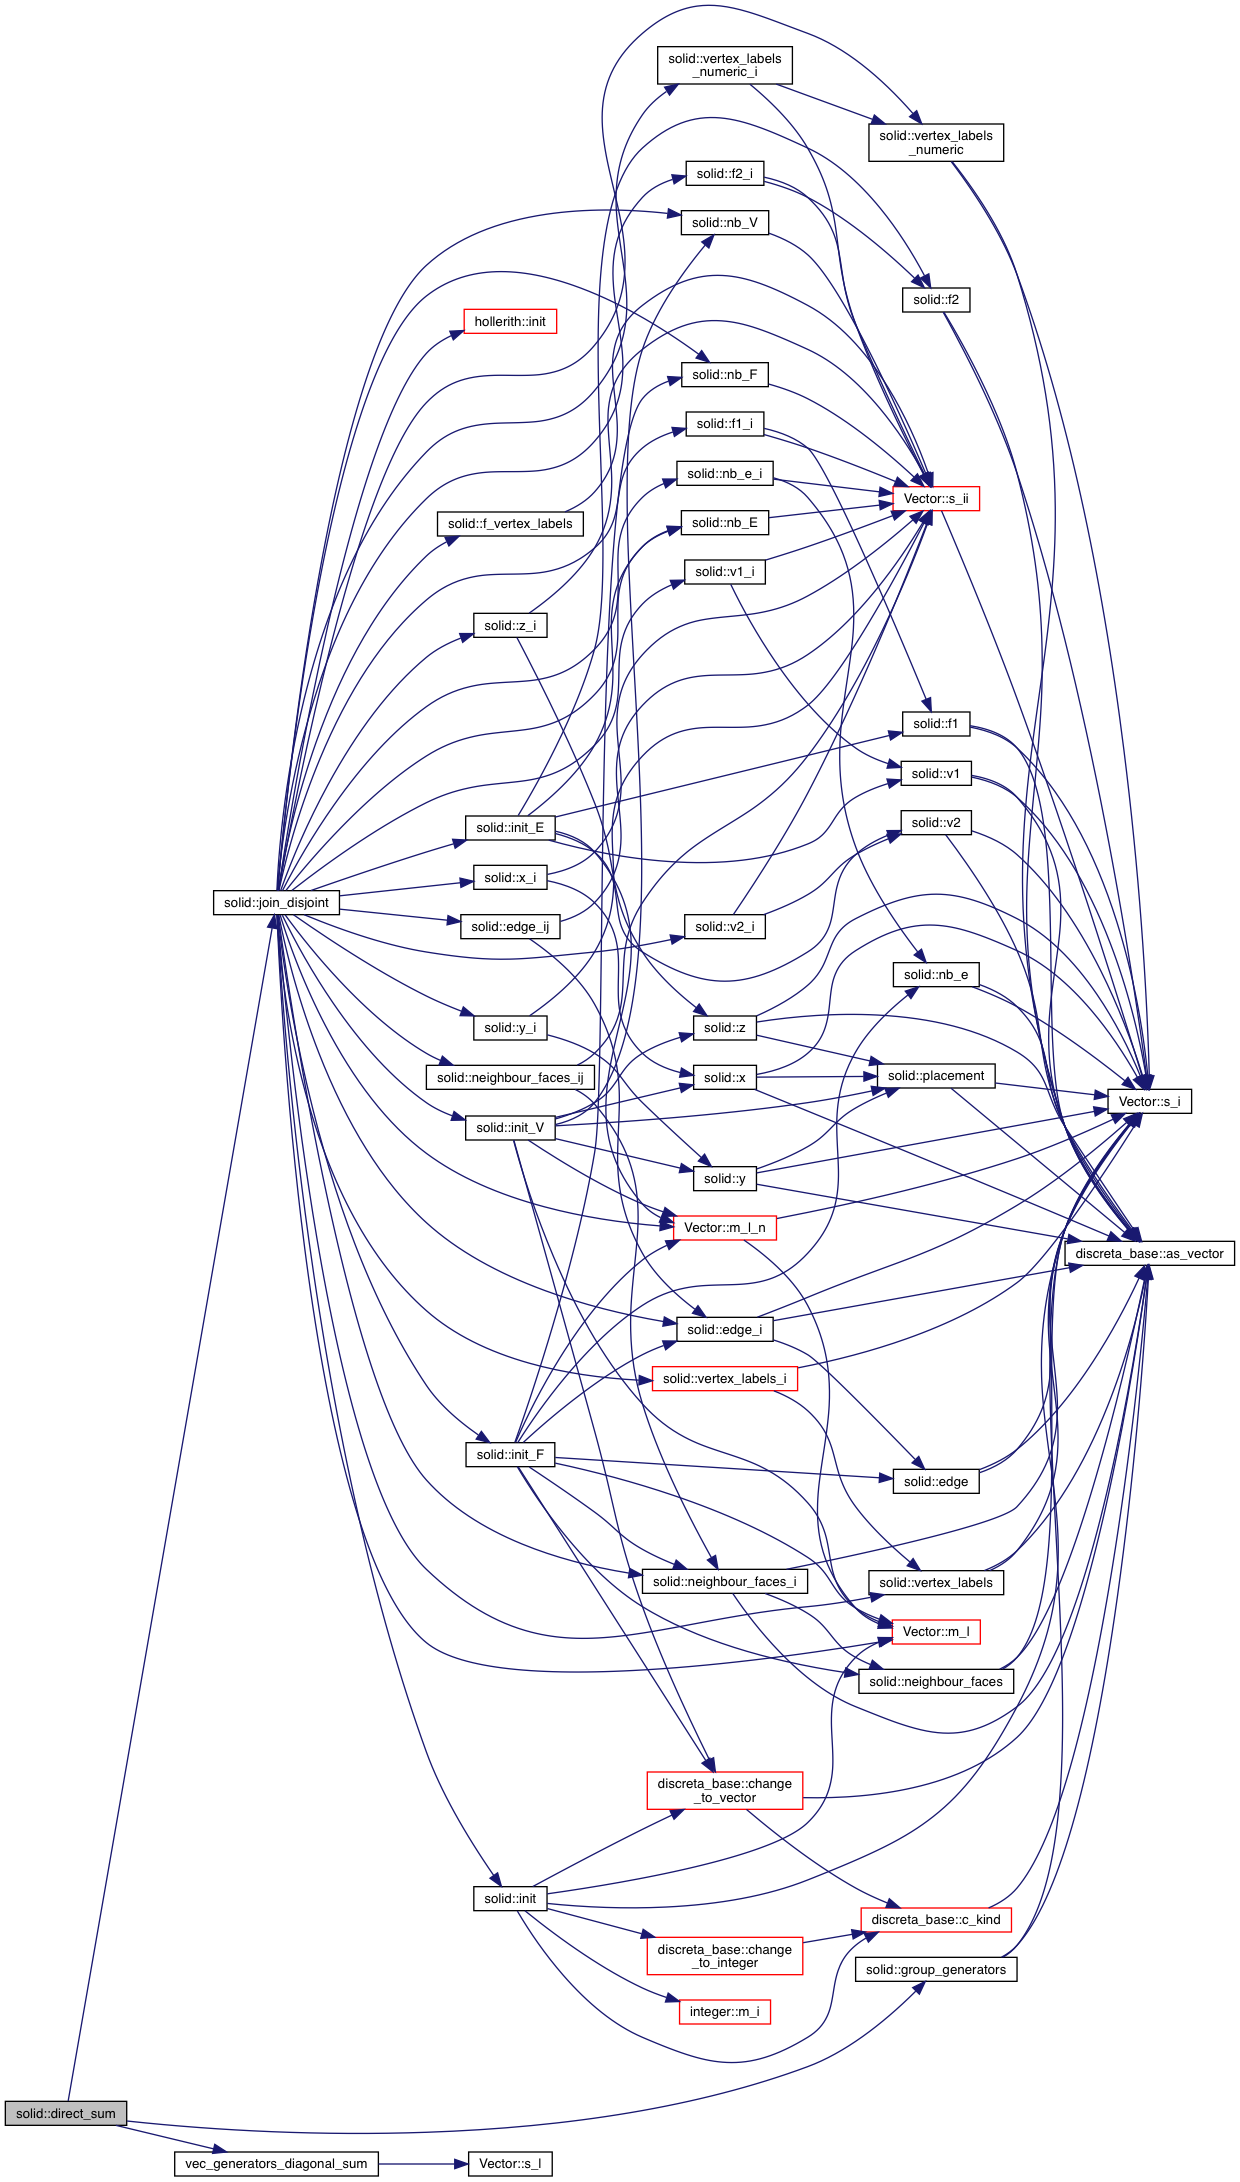 solid::vertex_labels
_numeric_i
solid::vertex_labels
_numeric
solid::f2_i
solid::nb_V
solid::f2
hollerith::init
solid::nb_F
solid::f1_i
solid::nb_e_i
Vector::s_ii
solid::f_vertex_labels
solid::nb_E
solid::v1_i
solid::z_i
solid::f1
solid::v1
solid::v2
solid::init_E
solid::x_i
solid::join_disjoint
solid::edge_ij
solid::v2_i
solid::nb_e
solid::y_i
solid::z
solid::neighbour_faces_ij
solid::x
solid::placement
Vector::s_i
solid::init_V
solid::y
Vector::m_l_n
discreta_base::as_vector
solid::edge_i
solid::vertex_labels_i
solid::init_F
solid::edge
solid::neighbour_faces_i
solid::vertex_labels
Vector::m_l
solid::neighbour_faces
discreta_base::change
_to_vector
solid::init
discreta_base::c_kind
discreta_base::change
_to_integer
solid::group_generators
integer::m_i
solid::direct_sum
vec_generators_diagonal_sum
Vector::s_l